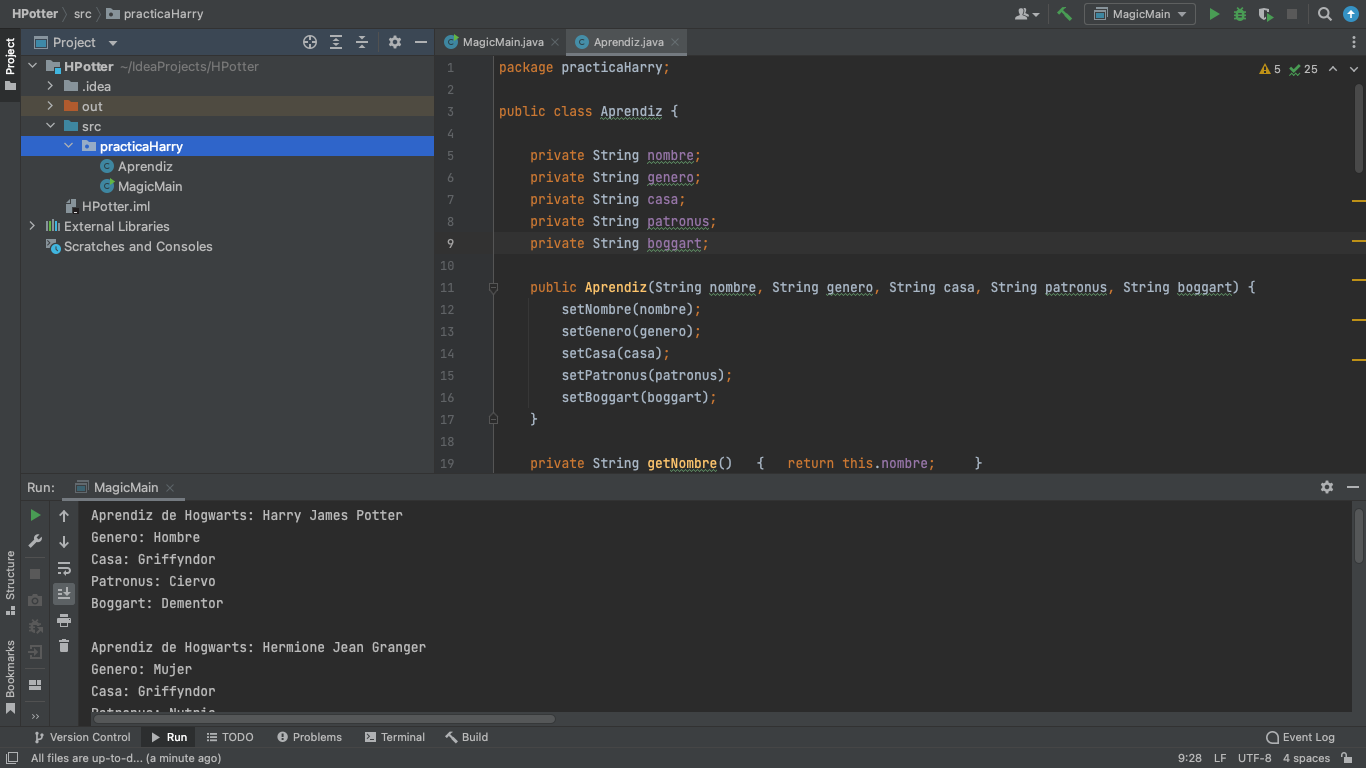 HPotter src practicaHarry
MagicMain
Project
Project
MagicMain.java
Aprendiz.java
HPotter ~/IdeaProjects/HPotter
.idea
out
src
practicaHarry
Aprendiz
MagicMain
HPotter.iml
External Libraries
Scratches and Consoles
5 25
1 package practicaHarry;
2
3 public class Aprendiz {
4
5 private String nombre;
6 private String genero;
7 private String casa;
8 private String patronus;
9 private String boggart;
10
11 public Aprendiz(String nombre, String genero, String casa, String patronus, String boggart) {
12 setNombre(nombre);
13 setGenero(genero);
14 setCasa(casa);
15 setPatronus(patronus);
16 setBoggart(boggart);
17 }
18
19 private String getNombre() { return this.nombre; }
Run: MagicMain
Aprendiz de Hogwarts: Harry James Potter
Genero: Hombre
Casa: Griffyndor
Patronus: Ciervo
Boggart: Dementor
Aprendiz de Hogwarts: Hermione Jean Granger
Genero: Mujer
Casa: Griffyndor
Patronus: Nutria
Structure
Bookmarks
Version Control Run TODO Problems Terminal Build Event Log
All files are up-to-d... (a minute ago) 9:28 LF UTF-8 4 spaces